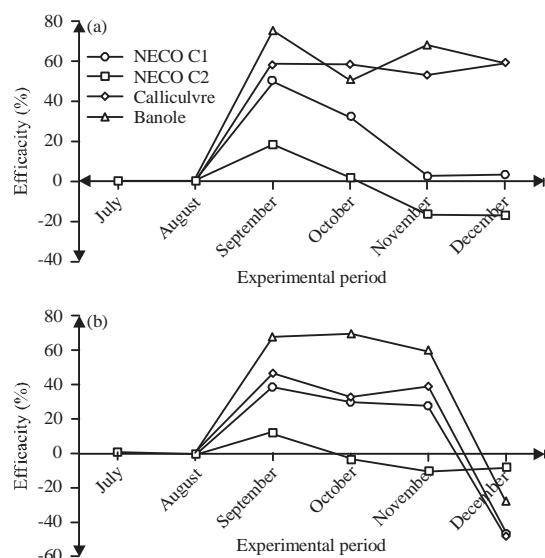 80
(a)
60
40
20
0
-20
-40
Efficacity (%)
NECO C1
NECO C2
Calliculvre
Banole
July
August
September
October
November
December
Experimental period
80
(b)
60
40
20
0
-20
-40
-60
Efficacity (%)
July
August
September
October
November
December
Experimental period